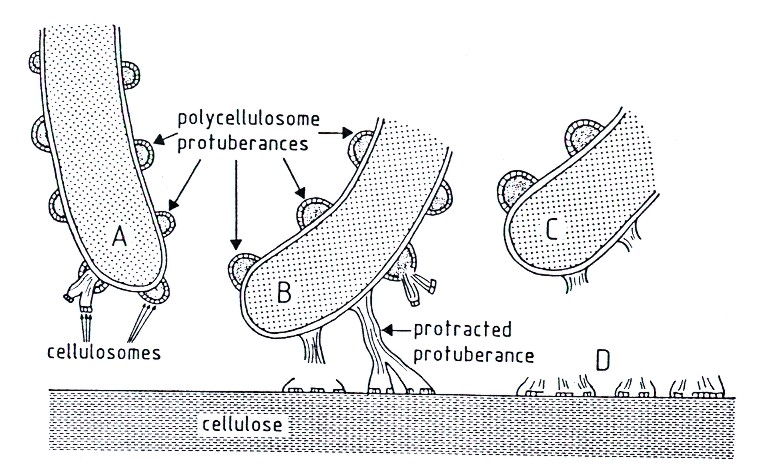 polycellulosome
protuberances
A
B
C
cellulosomes
protracted
protuberance
D
cellulose